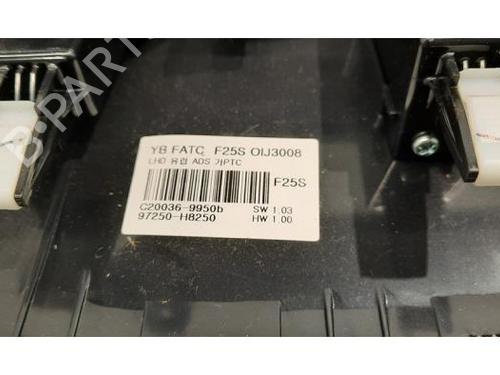 YB FATC F25S OIJ3008
LHD 유럽 ADS 가PTC
F25S
C20036-9950b SW 1.03
97250-H8250 HW 1.00
B-PARTS